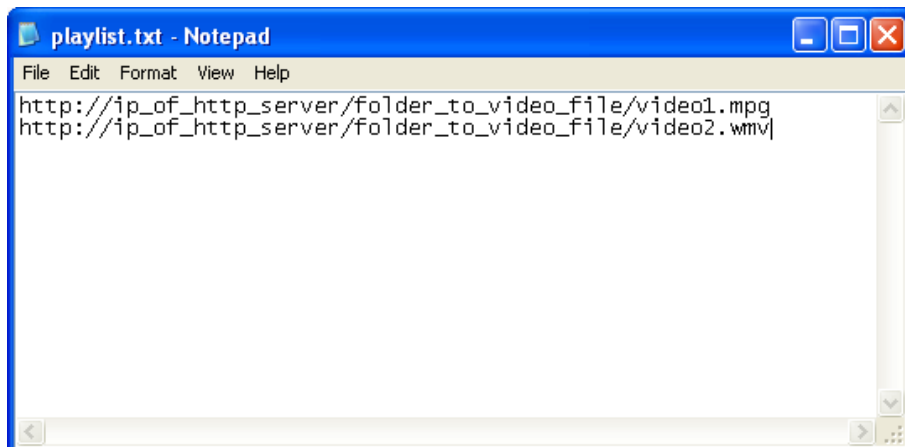 playlist.txt - Notepad
File Edit Format View Help
http://ip_of_http_server/folder_to_video_file/video1.mpg
http://ip_of_http_server/folder_to_video_file/video2.wmv